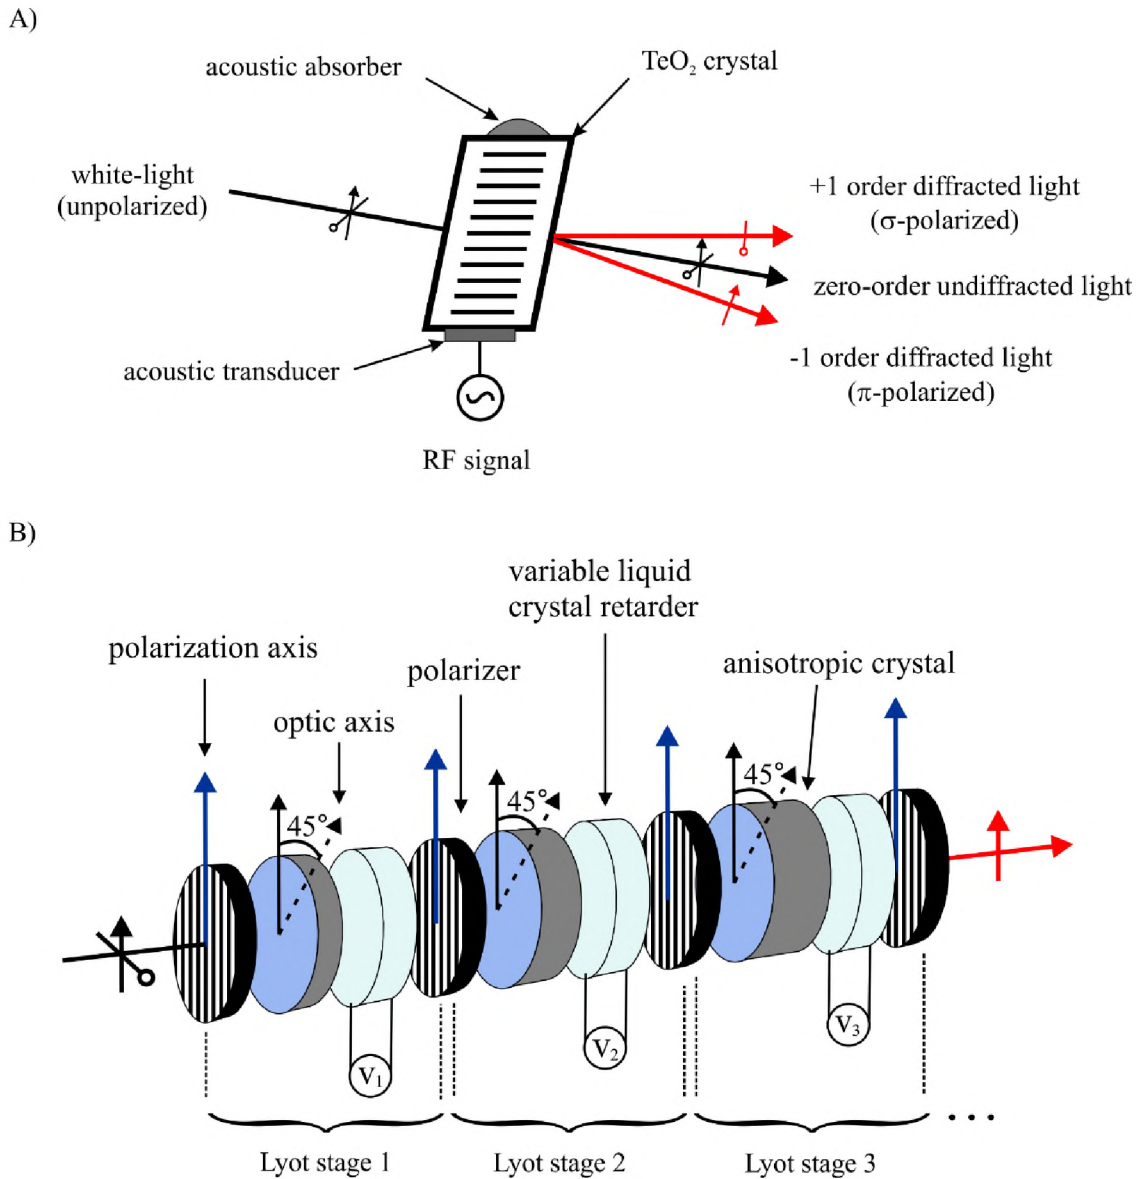 A)
acoustic absorber
TeO₂ crystal
white-light
(unpolarized)
+1 order diffracted light
(σ-polarized)
zero-order undiffracted light
-1 order diffracted light
(π-polarized)
acoustic transducer
RF signal
B)
variable liquid
crystal retarder
polarization axis
polarizer
anisotropic crystal
optic axis
45°
45°
45°
V₁
V₂
V₃
Lyot stage 1
Lyot stage 2
Lyot stage 3
...